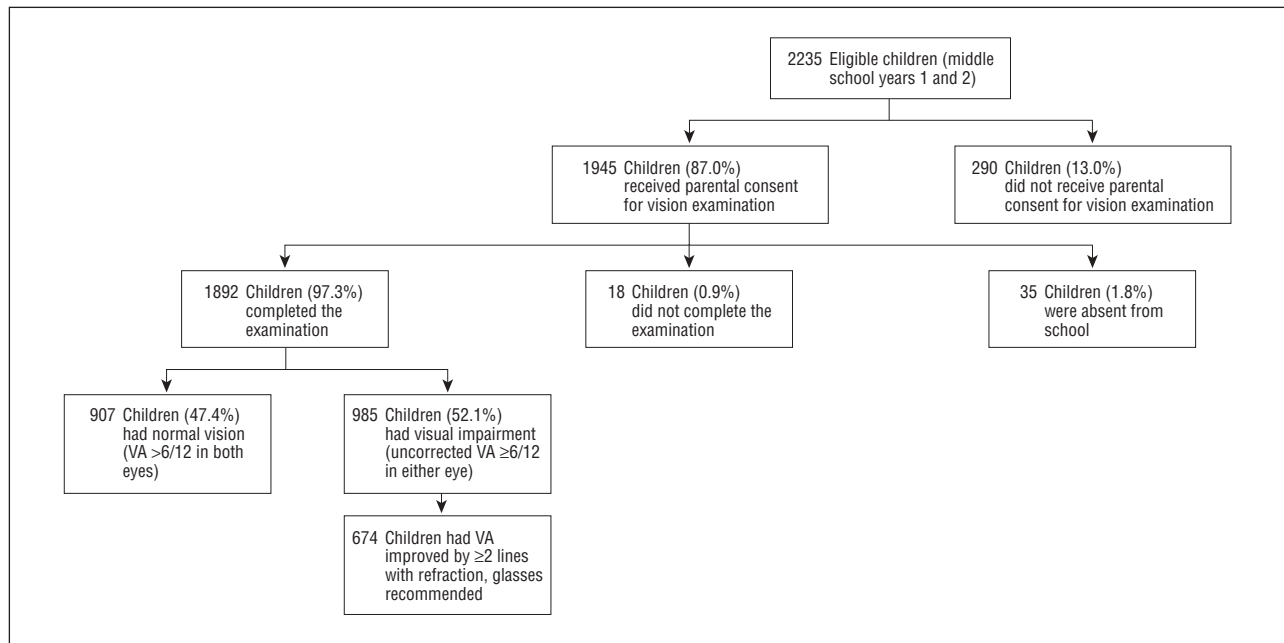 2235 Eligible children (middle
school years 1 and 2)
1945 Children (87.0%)
received parental consent
for vision examination
290 Children (13.0%)
did not receive parental
consent for vision examination
1892 Children (97.3%)
completed the
examination
18 Children (0.9%)
did not complete the
examination
35 Children (1.8%)
were absent from
school
907 Children (47.4%)
had normal vision
(VA >6/12 in both
eyes)
985 Children (52.1%)
had visual impairment
(uncorrected VA ≥6/12
in either eye)
674 Children had VA
improved by ≥2 lines
with refraction, glasses
recommended